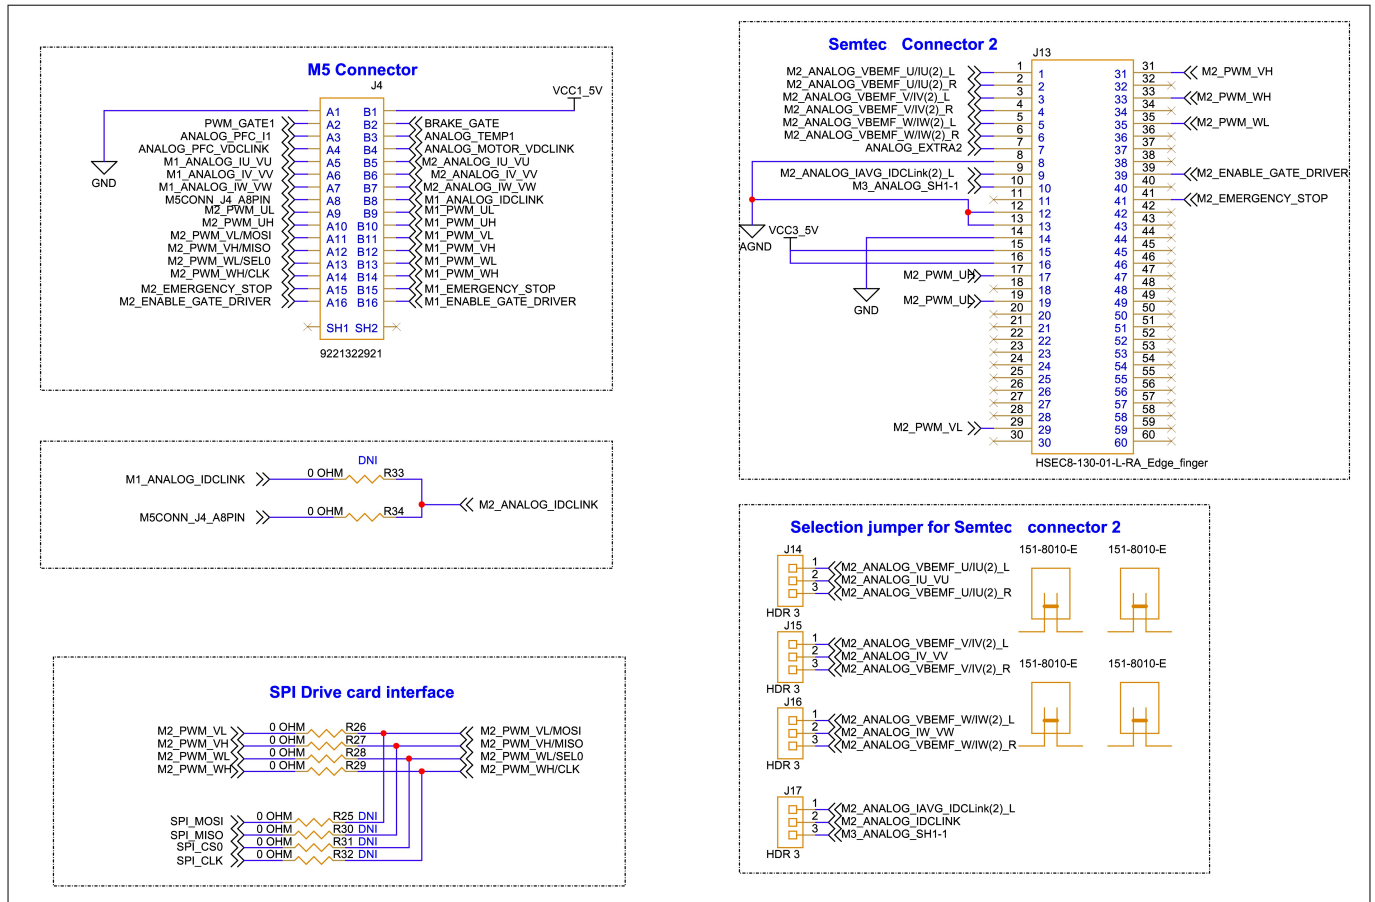 M5 Connector
J4
VCC1_5V
GND
A1 B1
PWM_GATE1 A2 B2 BRAKE_GATE
ANALOG_PFC_I1 A3 B3 ANALOG_TEMP1
ANALOG_PFC_VDCLINK A4 B4 ANALOG_MOTOR_VDCLINK
M1_ANALOG_IU_VU A5 B5 M2_ANALOG_IU_VU
M1_ANALOG_IV_VV A6 B6 M2_ANALOG_IV_VV
M1_ANALOG_IW_VW A7 B7 M2_ANALOG_IW_VW
M5CONN_J4_A8PIN A8 B8 M1_ANALOG_IDCLINK
M2_PWM_UL A9 B9 M1_PWM_UL
M2_PWM_UH A10 B10 M1_PWM_UH
M2_PWM_VL/MOSI A11 B11 M1_PWM_VL
M2_PWM_VH/MISO A12 B12 M1_PWM_VH
M2_PWM_WL/SEL0 A13 B13 M1_PWM_WL
M2_PWM_WH/CLK A14 B14 M1_PWM_WH
M2_EMERGENCY_STOP A15 B15 M1_EMERGENCY_STOP
M2_ENABLE_GATE_DRIVER A16 B16 M1_ENABLE_GATE_DRIVER
SH1 SH2
9221322921
DNI
M1_ANALOG_IDCLINK 0 OHM R33
M2_ANALOG_IDCLINK
M5CONN_J4_A8PIN 0 OHM R34
SPI Drive card interface
M2_PWM_VL 0 OHM R26 M2_PWM_VL/MOSI
M2_PWM_VH 0 OHM R27 M2_PWM_VH/MISO
M2_PWM_WL 0 OHM R28 M2_PWM_WL/SEL0
M2_PWM_WH 0 OHM R29 M2_PWM_WH/CLK
SPI_MOSI 0 OHM R25 DNI
SPI_MISO 0 OHM R30 DNI
SPI_CS0 0 OHM R31 DNI
SPI_CLK 0 OHM R32 DNI
Semtec Connector 2
J13
M2_ANALOG_VBEMF_U/IU(2)_L 1 1 31 31 M2_PWM_VH
M2_ANALOG_VBEMF_U/IU(2)_R 2 2 32 32
M2_ANALOG_VBEMF_V/IV(2)_L 3 3 33 33 M2_PWM_WH
M2_ANALOG_VBEMF_V/IV(2)_R 4 4 34 34
M2_ANALOG_VBEMF_W/IW(2)_L 5 5 35 35 M2_PWM_WL
M2_ANALOG_VBEMF_W/IW(2)_R 6 6 36 36
ANALOG_EXTRA2 7 7 37 37
8 8 38 38
M2_ANALOG_IAVG_IDCLink(2)_L 9 9 39 39 M2_ENABLE_GATE_DRIVER
M3_ANALOG_SH1-1 10 10 40 40
11 11 41 41 M2_EMERGENCY_STOP
12 12 42 42
13 13 43 43
AGND VCC3_5V
14 14 44 44
15 15 45 45
16 16 46 46
M2_PWM_UH 17 17 47 47
18 18 48 48
M2_PWM_UL 19 19 49 49
GND
20 20 50 50
21 21 51 51
22 22 52 52
23 23 53 53
24 24 54 54
25 25 55 55
26 26 56 56
27 27 57 57
28 28 58 58
M2_PWM_VL 29 29 59 59
30 30 60 60
HSEC8-130-01-L-RA_Edge_finger
Selection jumper for Semtec connector 2
J14
1 M2_ANALOG_VBEMF_U/IU(2)_L
2 M2_ANALOG_IU_VU
3 M2_ANALOG_VBEMF_U/IU(2)_R
HDR 3
J15
1 M2_ANALOG_VBEMF_V/IV(2)_L
2 M2_ANALOG_IV_VV
3 M2_ANALOG_VBEMF_V/IV(2)_R
HDR 3
J16
1 M2_ANALOG_VBEMF_W/IW(2)_L
2 M2_ANALOG_IW_VW
3 M2_ANALOG_VBEMF_W/IW(2)_R
HDR 3
J17
1 M2_ANALOG_IAVG_IDCLink(2)_L
2 M2_ANALOG_IDCLINK
3 M3_ANALOG_SH1-1
HDR 3
151-8010-E 151-8010-E
151-8010-E 151-8010-E